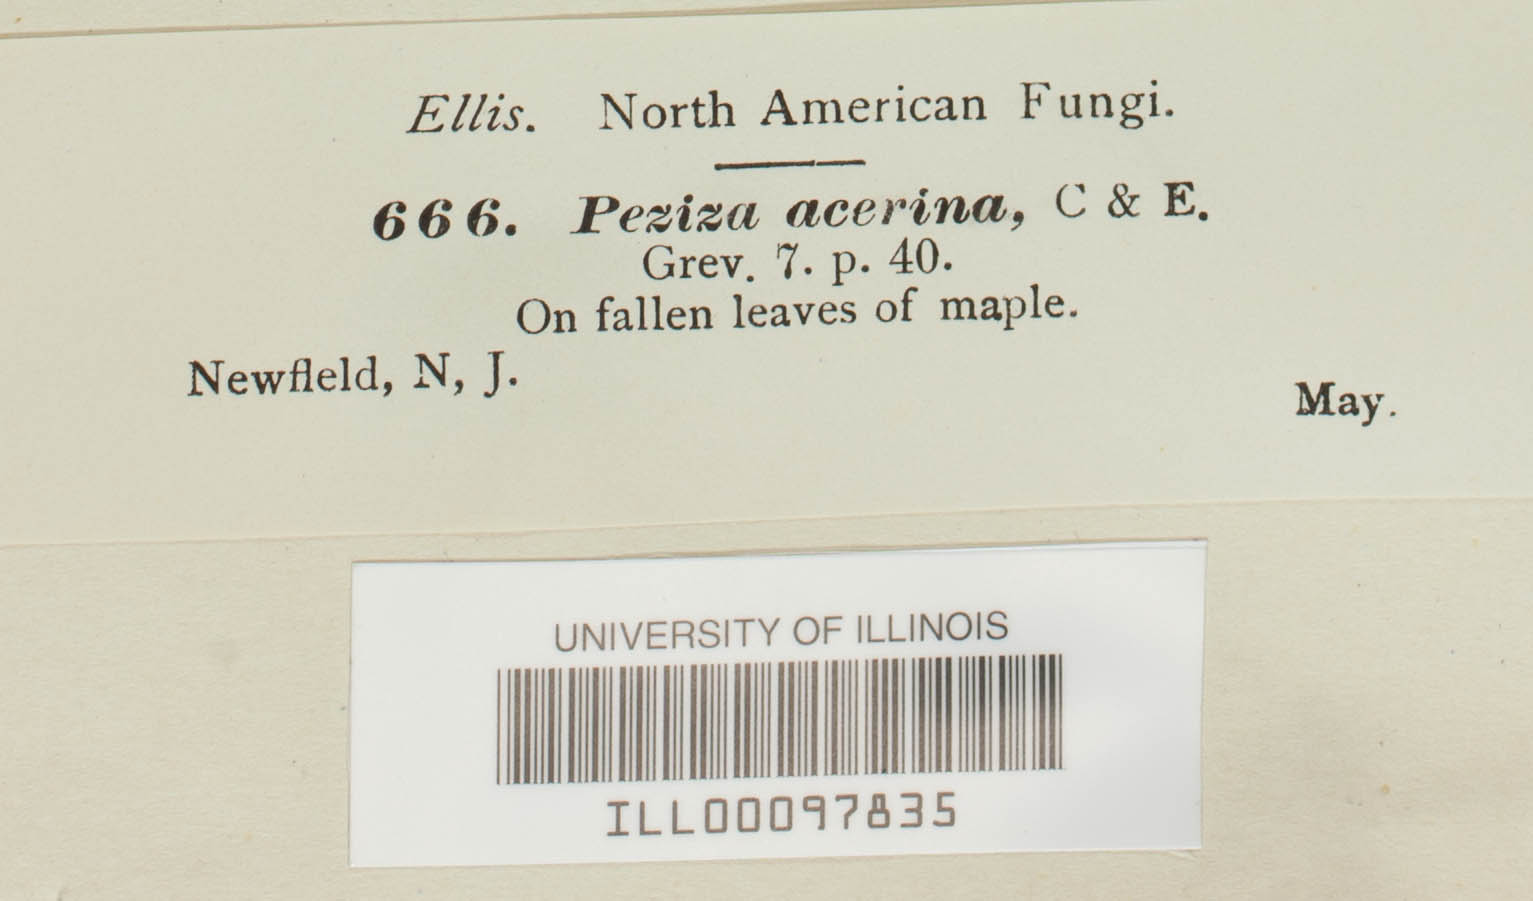 Ellis. North American Fungi.
666. Peziza acerina, C & E.
Grev. 7. p. 40.
On fallen leaves of maple.
Newfield, N, J.
May.
UNIVERSITY OF ILLINOIS
ILL00097835